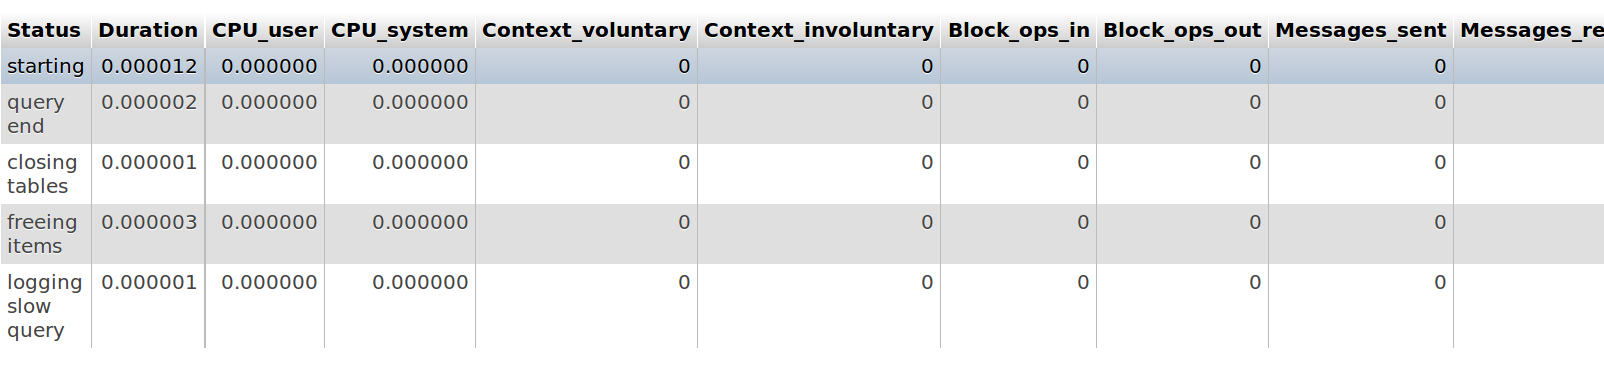 Status Duration CPU_user CPU_system Context_voluntary Context_involuntary Block_ops_in Block_ops_out Messages_sent Messages_re
starting 0.000012 0.000000 0.000000 0 0 0 0 0
query 0.000002 0.000000 0.000000 0 0 0 0 0
end
closing 0.000001 0.000000 0.000000 0 0 0 0 0
tables
freeing 0.000003 0.000000 0.000000 0 0 0 0 0
items
logging 0.000001 0.000000 0.000000 0 0 0 0 0
slow
query